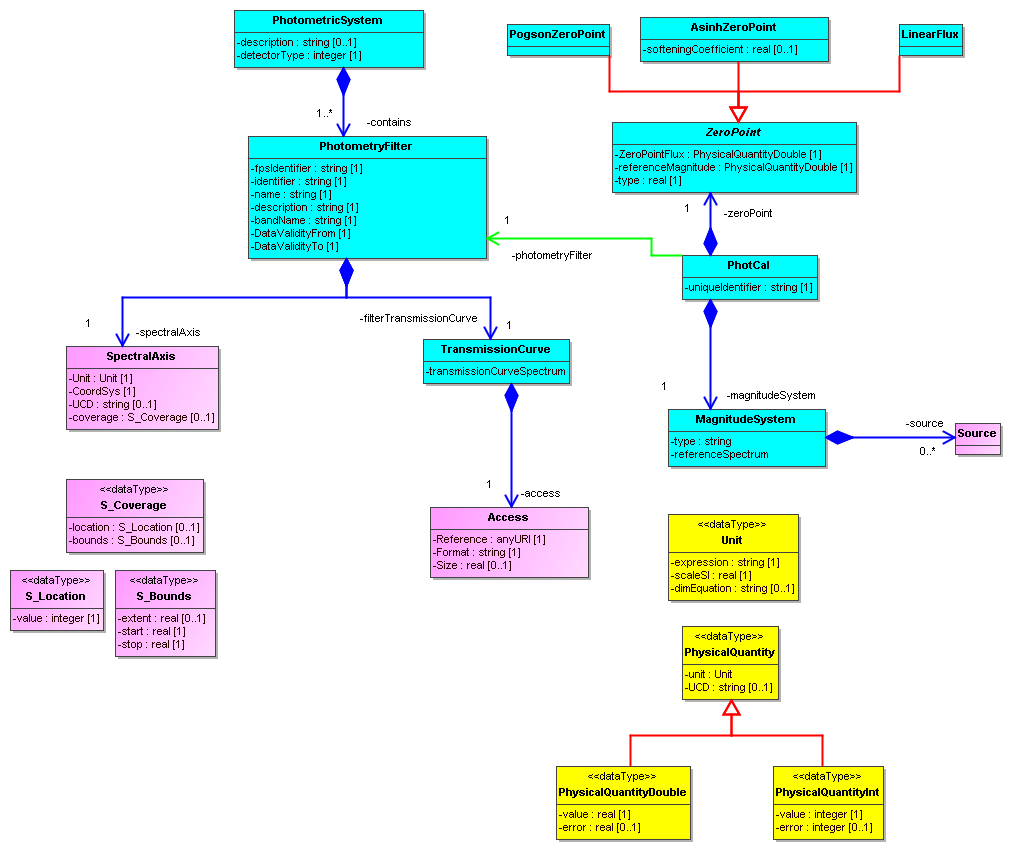 PhotometricSystem
-description : string [0..1]
-detectorType : integer [1]
1..*
-contains
PogsonZeroPoint
AsinhZeroPoint
-softeningCoefficient : real [0..1]
LinearFlux
ZeroPoint
-ZeroPointFlux : PhysicalQuantityDouble [1]
-referenceMagnitude : PhysicalQuantityDouble [1]
-type : real [1]
PhotometryFilter
-fpsIdentifier : string [1]
-identifier : string [1]
-name : string [1]
-description : string [1]
-bandName : string [1]
-DataValidityFrom [1]
-DataValidityTo [1]
1
-zeroPoint
1
-photometryFilter
PhotCal
-uniqueIdentifier : string [1]
1
-spectralAxis
-filterTransmissionCurve
1
SpectralAxis
-Unit : Unit [1]
-CoordSys [1]
-UCD : string [0..1]
-coverage : S_Coverage [0..1]
TransmissionCurve
-transmissionCurveSpectrum
1
-magnitudeSystem
MagnitudeSystem
-type : string
-referenceSpectrum
-source
0..*
Source
1
-access
Access
-Reference : anyURI [1]
-Format : string [1]
-Size : real [0..1]
<<dataType>>
S_Coverage
-location : S_Location [0..1]
-bounds : S_Bounds [0..1]
<<dataType>>
S_Location
-value : integer [1]
<<dataType>>
S_Bounds
-extent : real [0..1]
-start : real [1]
-stop : real [1]
<<dataType>>
Unit
-expression : string [1]
-scaleSI : real [1]
-dimEquation : string [0..1]
<<dataType>>
PhysicalQuantity
-unit : Unit
-UCD : string [0..1]
<<dataType>>
PhysicalQuantityDouble
-value : real [1]
-error : real [0..1]
<<dataType>>
PhysicalQuantityInt
-value : integer [1]
-error : integer [0..1]